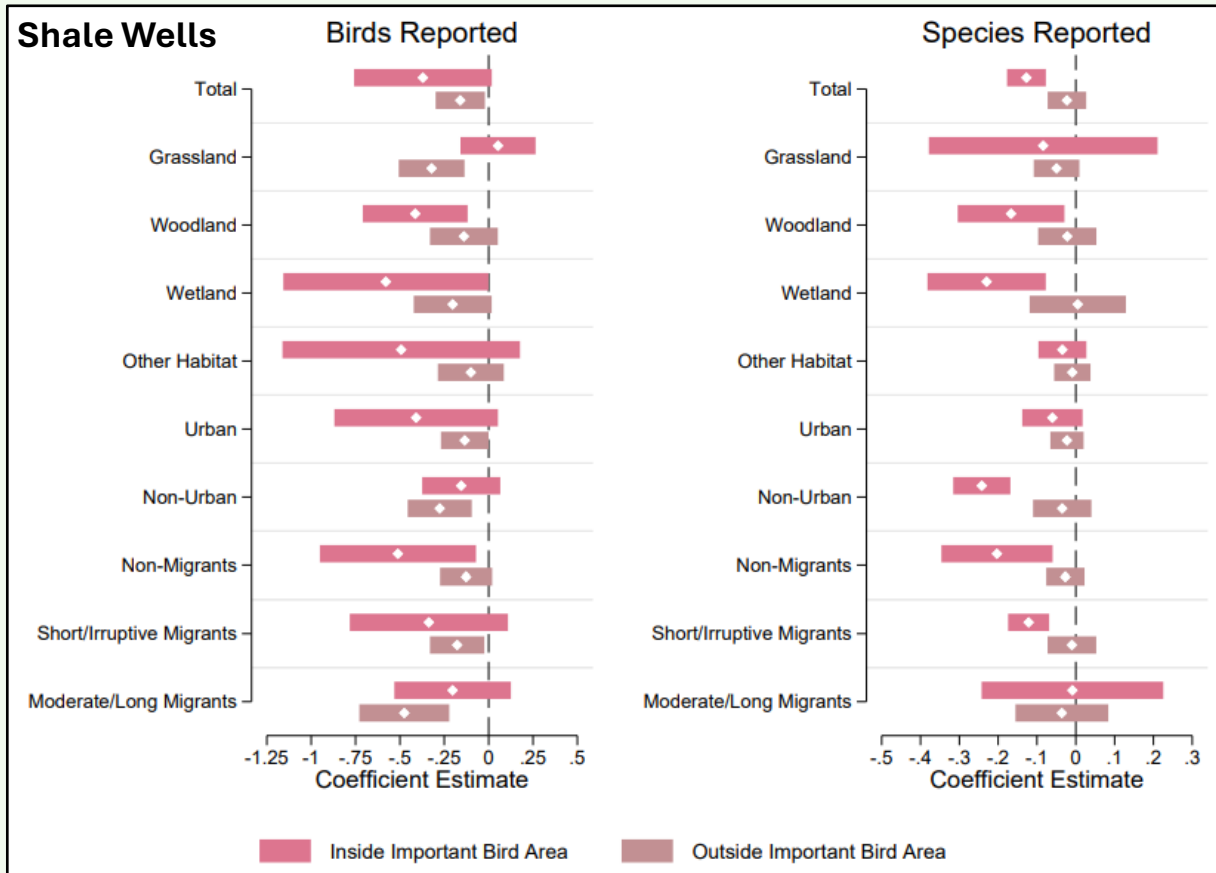 Shale Wells
Birds Reported
Total
Grassland
Woodland
Wetland
Other Habitat
Urban
Non-Urban
Non-Migrants
Short/Irruptive Migrants
Moderate/Long Migrants
-1.25 -1 -.75 -.5 -.25 0 .25 .5
Coefficient Estimate
Species Reported
Total
Grassland
Woodland
Wetland
Other Habitat
Urban
Non-Urban
Non-Migrants
Short/Irruptive Migrants
Moderate/Long Migrants
-.5 -.4 -.3 -.2 -.1 0 .1 .2 .3
Coefficient Estimate
Inside Important Bird Area
Outside Important Bird Area